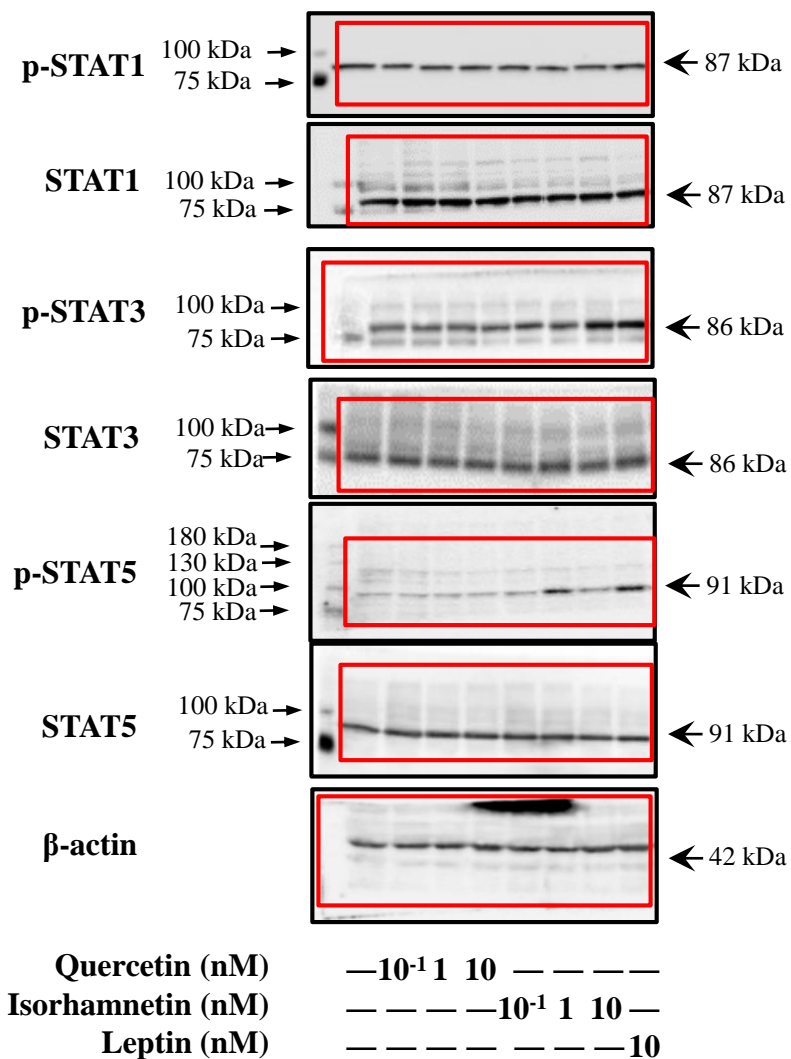 p-STAT1
100 kDa
75 kDa
87 kDa
STAT1
100 kDa
75 kDa
87 kDa
p-STAT3
100 kDa
75 kDa
86 kDa
STAT3
100 kDa
75 kDa
86 kDa
p-STAT5
180 kDa
130 kDa
100 kDa
75 kDa
91 kDa
STAT5
100 kDa
75 kDa
91 kDa
β-actin
42 kDa
Quercetin (nM) — 10⁻¹ 1 10 — — — —
Isorhamnetin (nM) — — — — 10⁻¹ 1 10 —
Leptin (nM) — — — — — — — 10